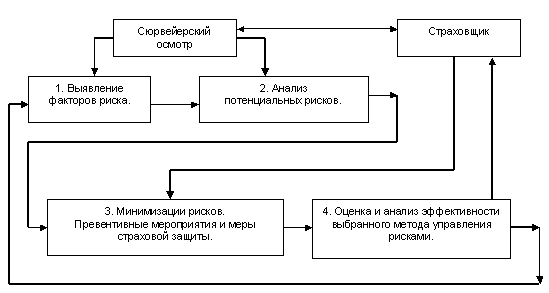 Сюрвейерский
осмотр
Страховщик
1. Выявление
факторов риска.
2. Анализ
потенциальных рисков.
3. Минимизации рисков.
Превентивные мероприятия и меры
страховой защиты.
4. Оценка и анализ эффективности
выбранного метода управления
рисками.